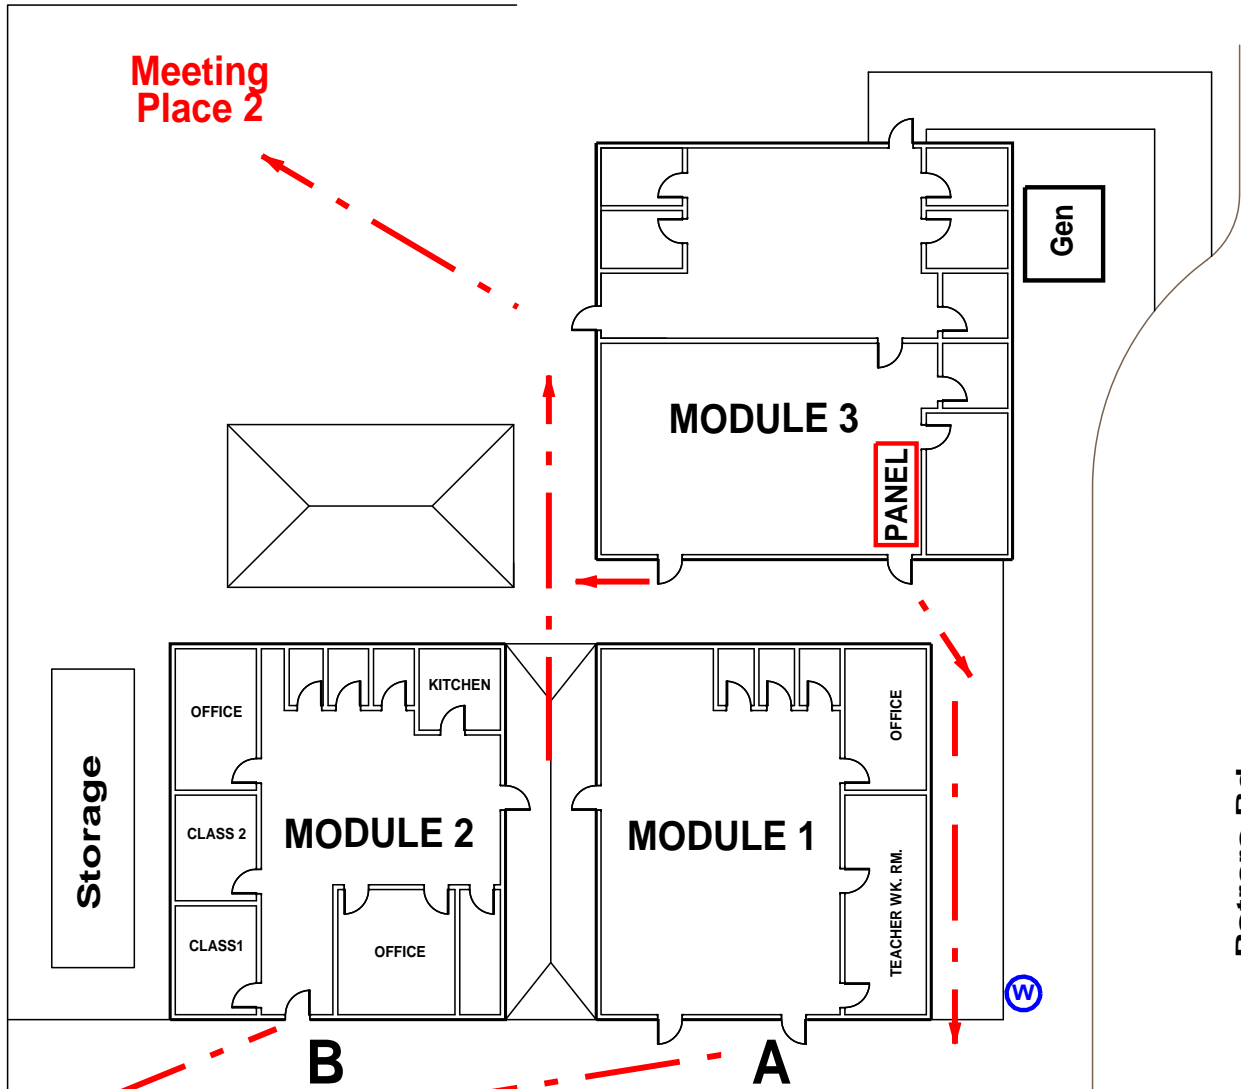 Meeting
Place 2
Gen
MODULE 3
PANEL
OFFICE
KITCHEN
OFFICE
Storage
CLASS 2
MODULE 2
MODULE 1
CLASS1
OFFICE
TEACHER WK. RM.
W
B
A